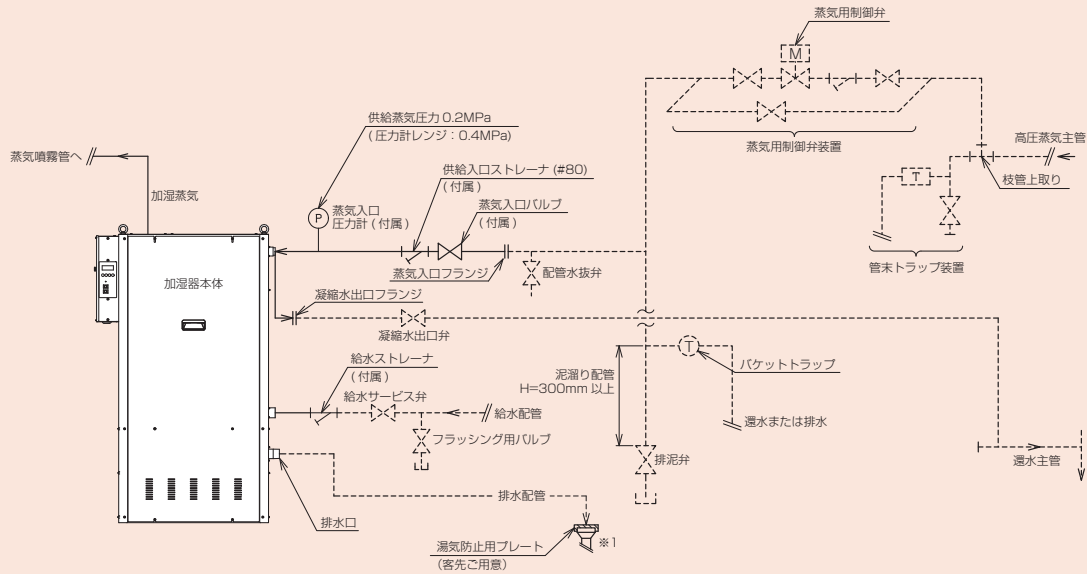 蒸気用制御弁
M
供給蒸気圧力 0.2MPa
(圧力計レンジ：0.4MPa)
蒸気用制御弁装置
高圧蒸気主管
蒸気噴霧管へ
供給入口ストレーナ (#80)
(付属)
枝管上取り
T
加湿蒸気
蒸気入口バルブ
(付属)
P
蒸気入口
圧力計 (付属)
管末トラップ装置
蒸気入口フランジ
配管水抜弁
加湿器本体
凝縮水出口フランジ
凝縮水出口弁
T
給水ストレーナ
(付属)
泥溜り配管
H=300mm 以上
バケットトラップ
給水サービス弁
給水配管
還水または排水
フラッシング用バルブ
排泥弁
還水主管
排水配管
排水口
湯気防止用プレート
(客先ご用意)
※1